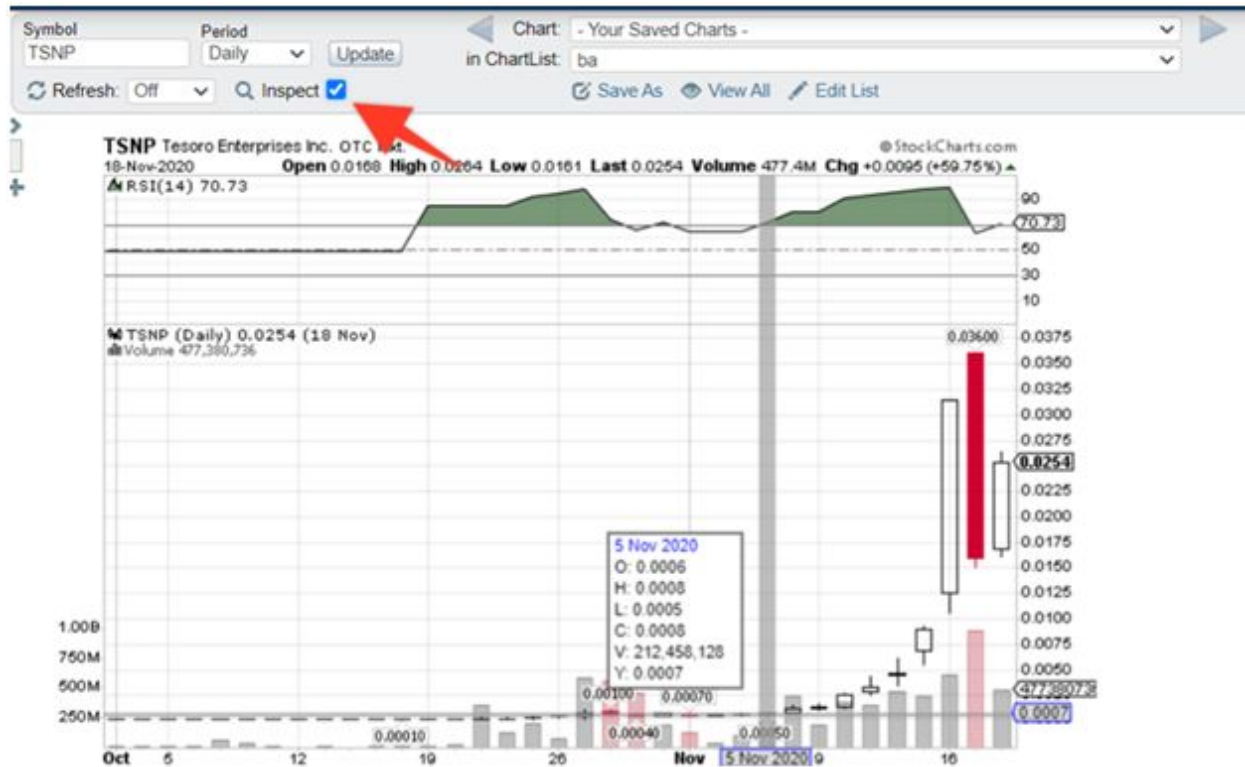 Symbol
Period
Chart: - Your Saved Charts -
TSNP
Daily
Update
in ChartList: ba
Refresh: Off
Inspect
Save As
View All
Edit List
TSNP Tesoro Enterprises Inc. OTC
@StockCharts.com
18-Nov-2020
Open 0.0168 High 0.0264 Low 0.0161 Last 0.0254 Volume 477.4M Chg +0.0095 (+59.75%)
RSI(14) 70.73
90
70.73
50
30
10
TSNP (Daily) 0.0254 (18 Nov)
Volume 477,380,736
0.03600
0.0375
0.0350
0.0325
0.0300
0.0275
0.0254
0.0225
0.0200
0.0175
0.0150
0.0125
0.0100
0.0075
0.0050
477380736
0.0007
5 Nov 2020
O: 0.0006
H: 0.0008
L: 0.0005
C: 0.0008
V: 212,458,128
Y: 0.0007
1.00B
750M
500M
250M
0.00100
0.00070
0.00010
0.00040
0.00050
Oct 5 12 19 26 Nov 5 Nov 2020 9 16